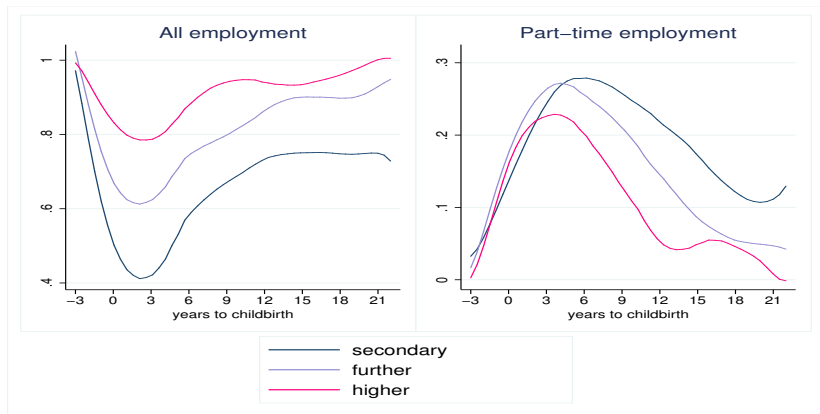 All employment
1
.8
.6
.4
−3 0 3 6 9 12 15 18 21
years to childbirth
Part−time employment
.3
.2
.1
0
−3 0 3 6 9 12 15 18 21
years to childbirth
secondary
further
higher